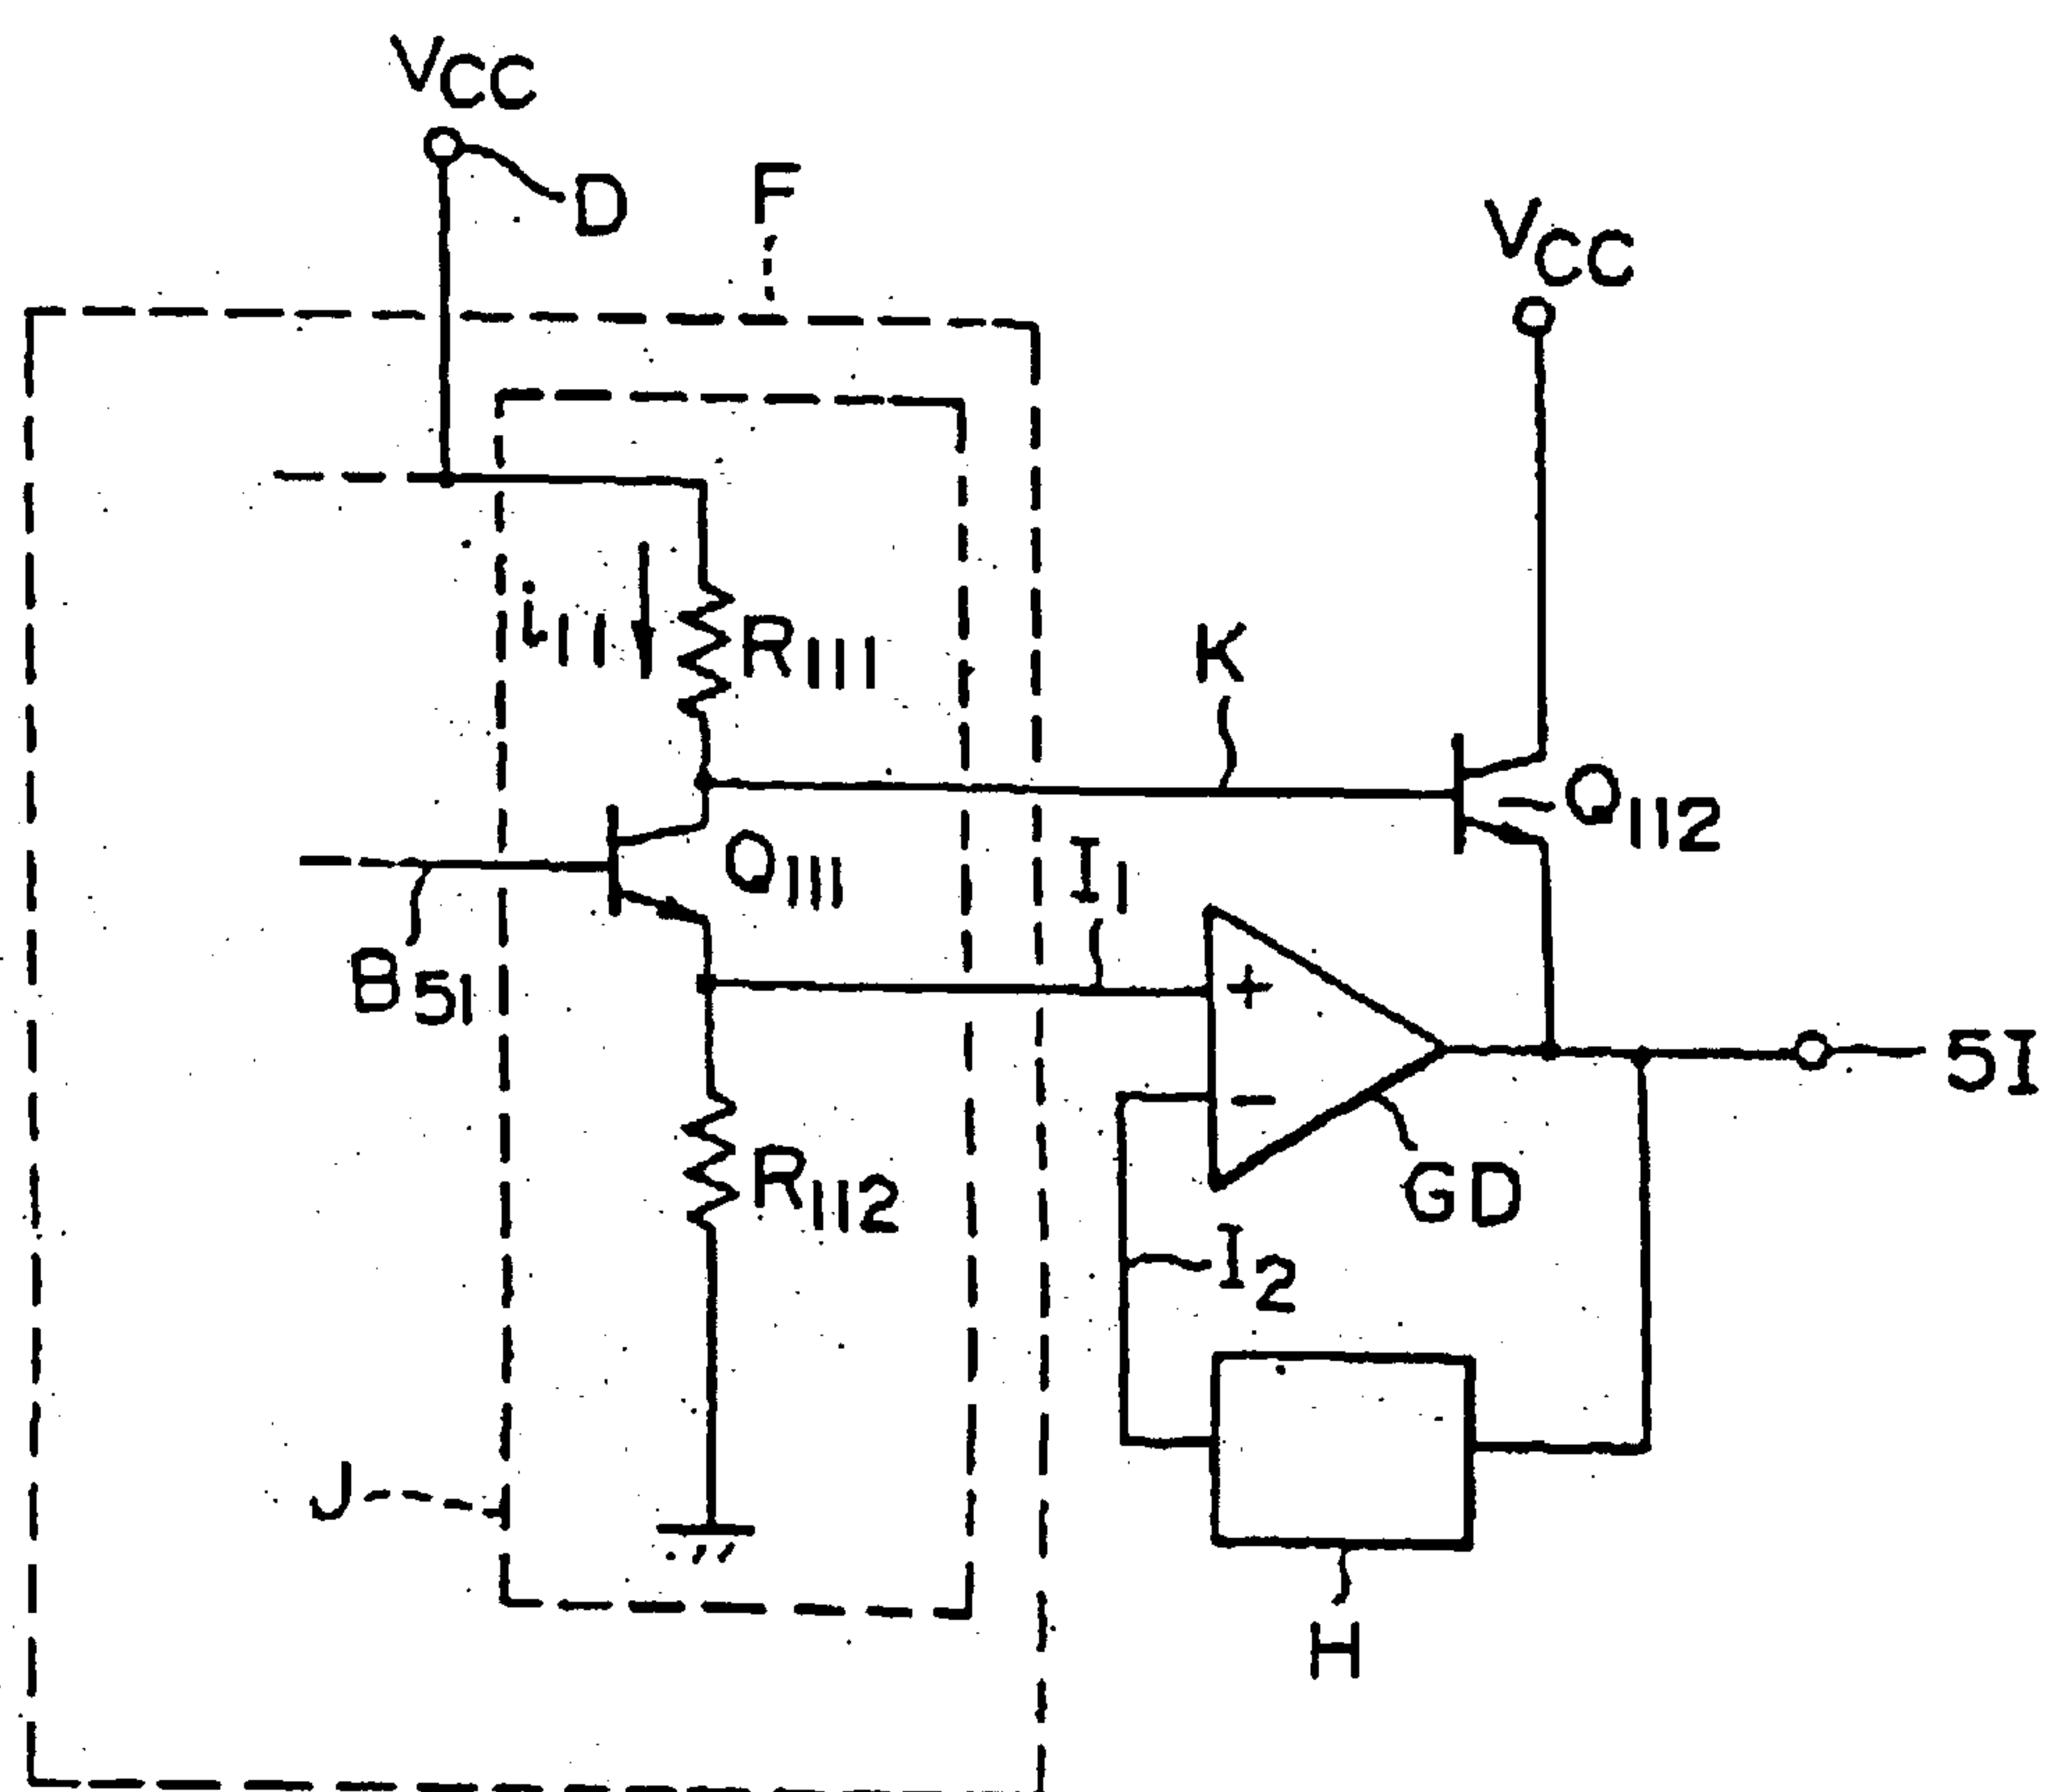 VCC
D
F
VCC
i111
R111
K
Q111
Q112
B51
I1
+
-
51
GD
R112
I2
J
H